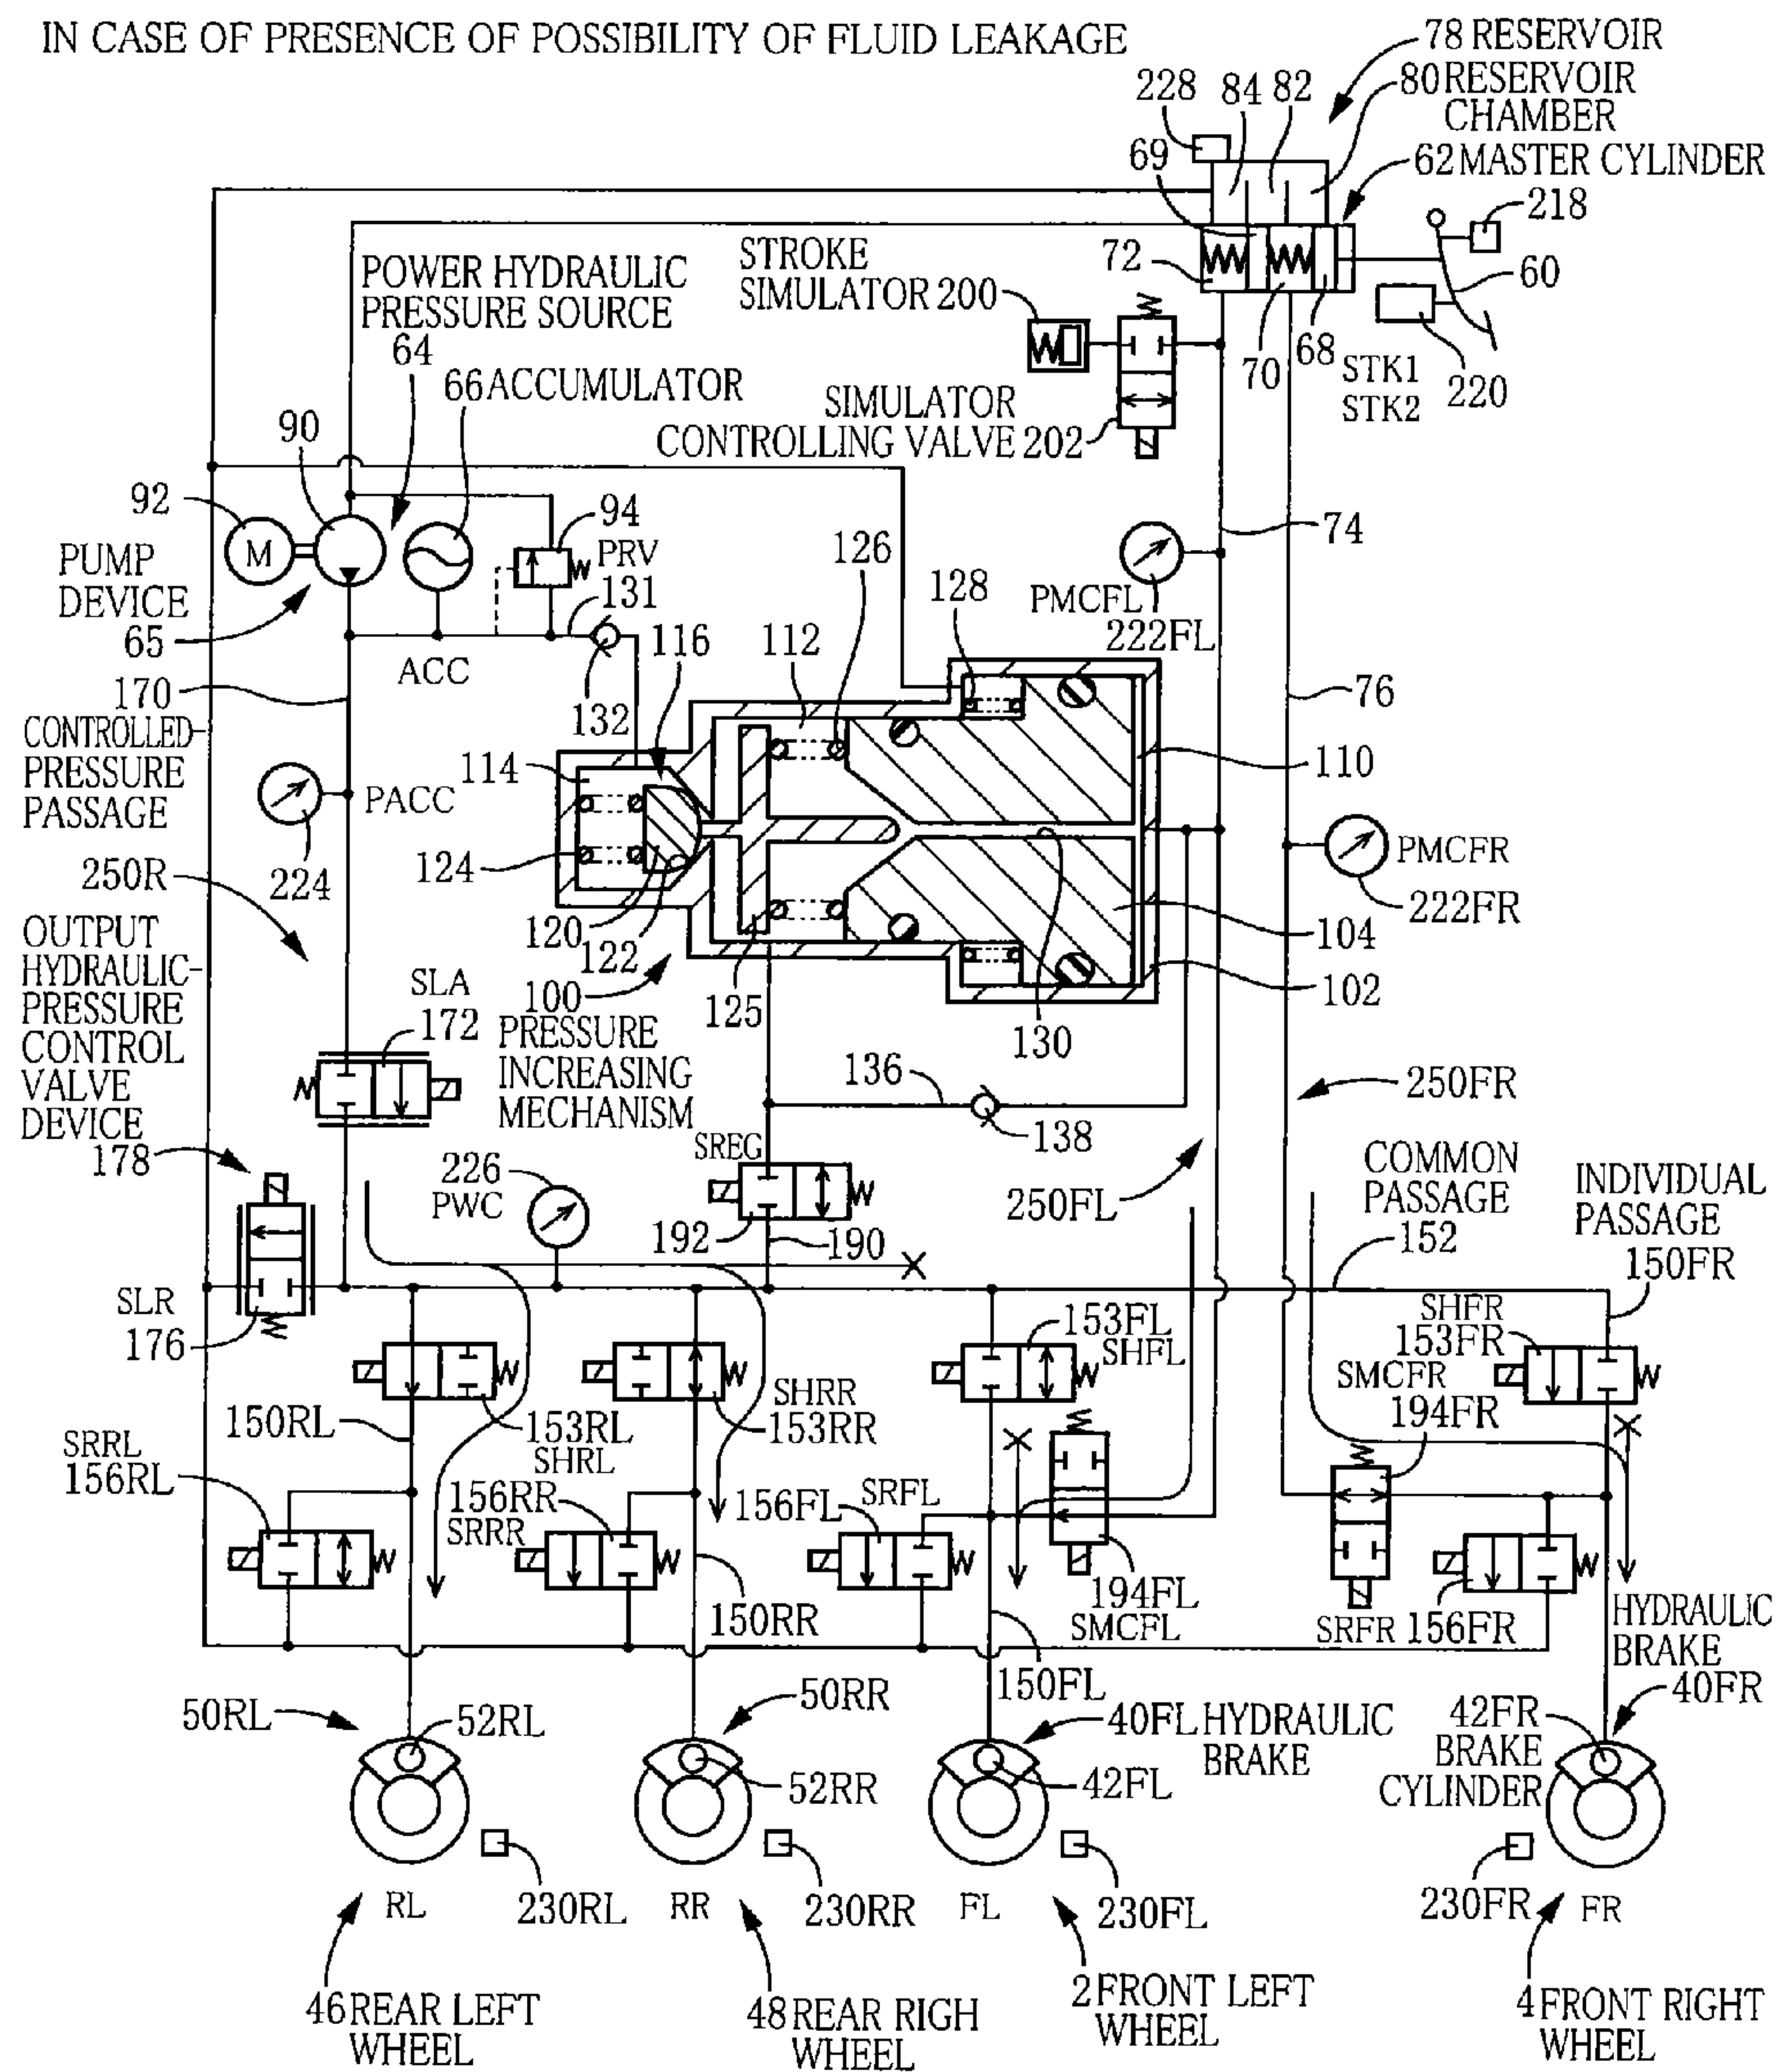 IN CASE OF PRESENCE OF POSSIBILITY OF FLUID LEAKAGE
78 RESERVOIR
80 RESERVOIR
CHAMBER
62 MASTER CYLINDER
228 84 82
69
218
STROKE
SIMULATOR 200
72
60
POWER HYDRAULIC
PRESSURE SOURCE
64
70
68
STK1
STK2
220
66 ACCUMULATOR
SIMULATOR
CONTROLLING VALVE 202
90
92
M
94
PRV
126
74
PUMP
DEVICE
65
131
128
PMCFL
222FL
ACC
116
112
132
170
76
CONTROLLED-
PRESSURE
PASSAGE
114
110
PACC
124
PMCFR
222FR
250R
224
120
122
104
OUTPUT
HYDRAULIC-
PRESSURE
CONTROL
VALVE
DEVICE
178
SLA
172
100
PRESSURE
INCREASING
MECHANISM
125
102
130
136
250FR
138
SREG
226
PWC
COMMON
PASSAGE
152
INDIVIDUAL
PASSAGE
150FR
250FL
192
190
SLR
176
153FL
SHFL
SHFR
153FR
SMCFR
194FR
SHRR
153RR
150RL
153RL
SHRL
SRRL
156RL
156RR
SRRR
156FL
SRFL
194FL
SMCFL
150RR
SRFR 156FR
HYDRAULIC
BRAKE
40FR
150FL
50RL
52RL
50RR
52RR
40FL HYDRAULIC
BRAKE
42FL
42FR
BRAKE
CYLINDER
RL
230RL
RR
230RR
FL
230FL
230FR
FR
46 REAR LEFT
WHEEL
48 REAR RIGH
WHEEL
2 FRONT LEFT
WHEEL
4 FRONT RIGHT
WHEEL